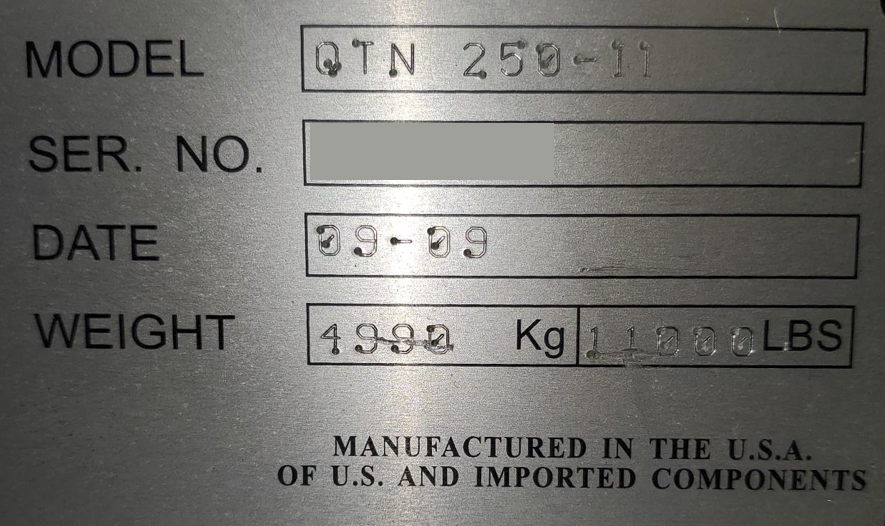 MODEL QTN 250-11
SER. NO.
DATE 09-09
WEIGHT 4990 Kg 11000 LBS
MANUFACTURED IN THE U.S.A.
OF U.S. AND IMPORTED COMPONENTS